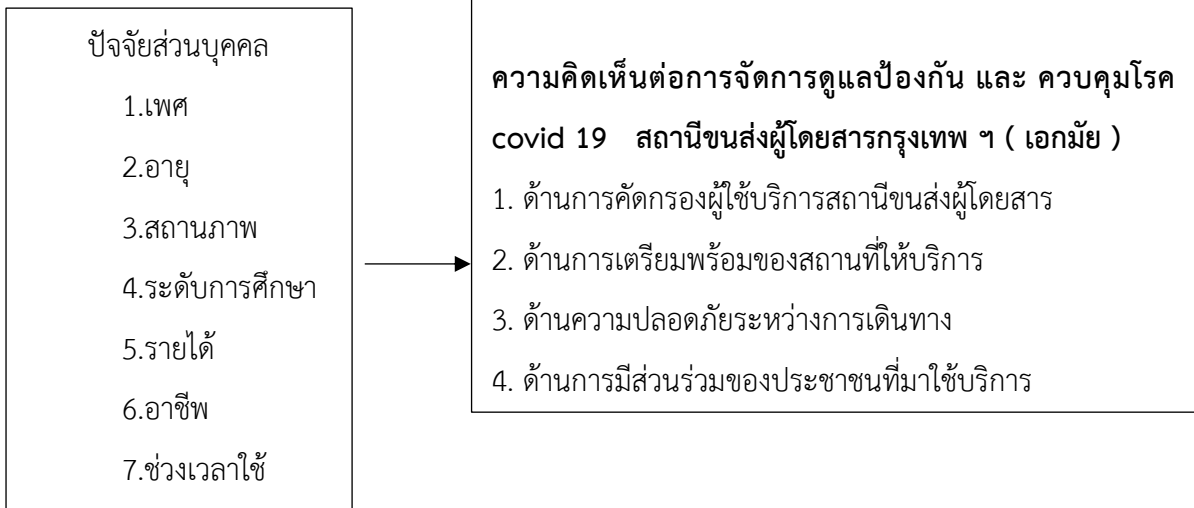 ปัจจัยส่วนบุคคล
1.เพศ
2.อายุ
3.สถานภาพ
4.ระดับการศึกษา
5.รายได้
6.อาชีพ
7.ช่วงเวลาใช้
ความคิดเห็นต่อการจัดการดูแลป้องกัน และ ควบคุมโรค
covid 19 สถานีขนส่งผู้โดยสารกรุงเทพ ฯ ( เอกมัย )
1. ด้านการคัดกรองผู้ใช้บริการสถานีขนส่งผู้โดยสาร
2. ด้านการเตรียมพร้อมของสถานที่ให้บริการ
3. ด้านความปลอดภัยระหว่างการเดินทาง
4. ด้านการมีส่วนร่วมของประชาชนที่มาใช้บริการ